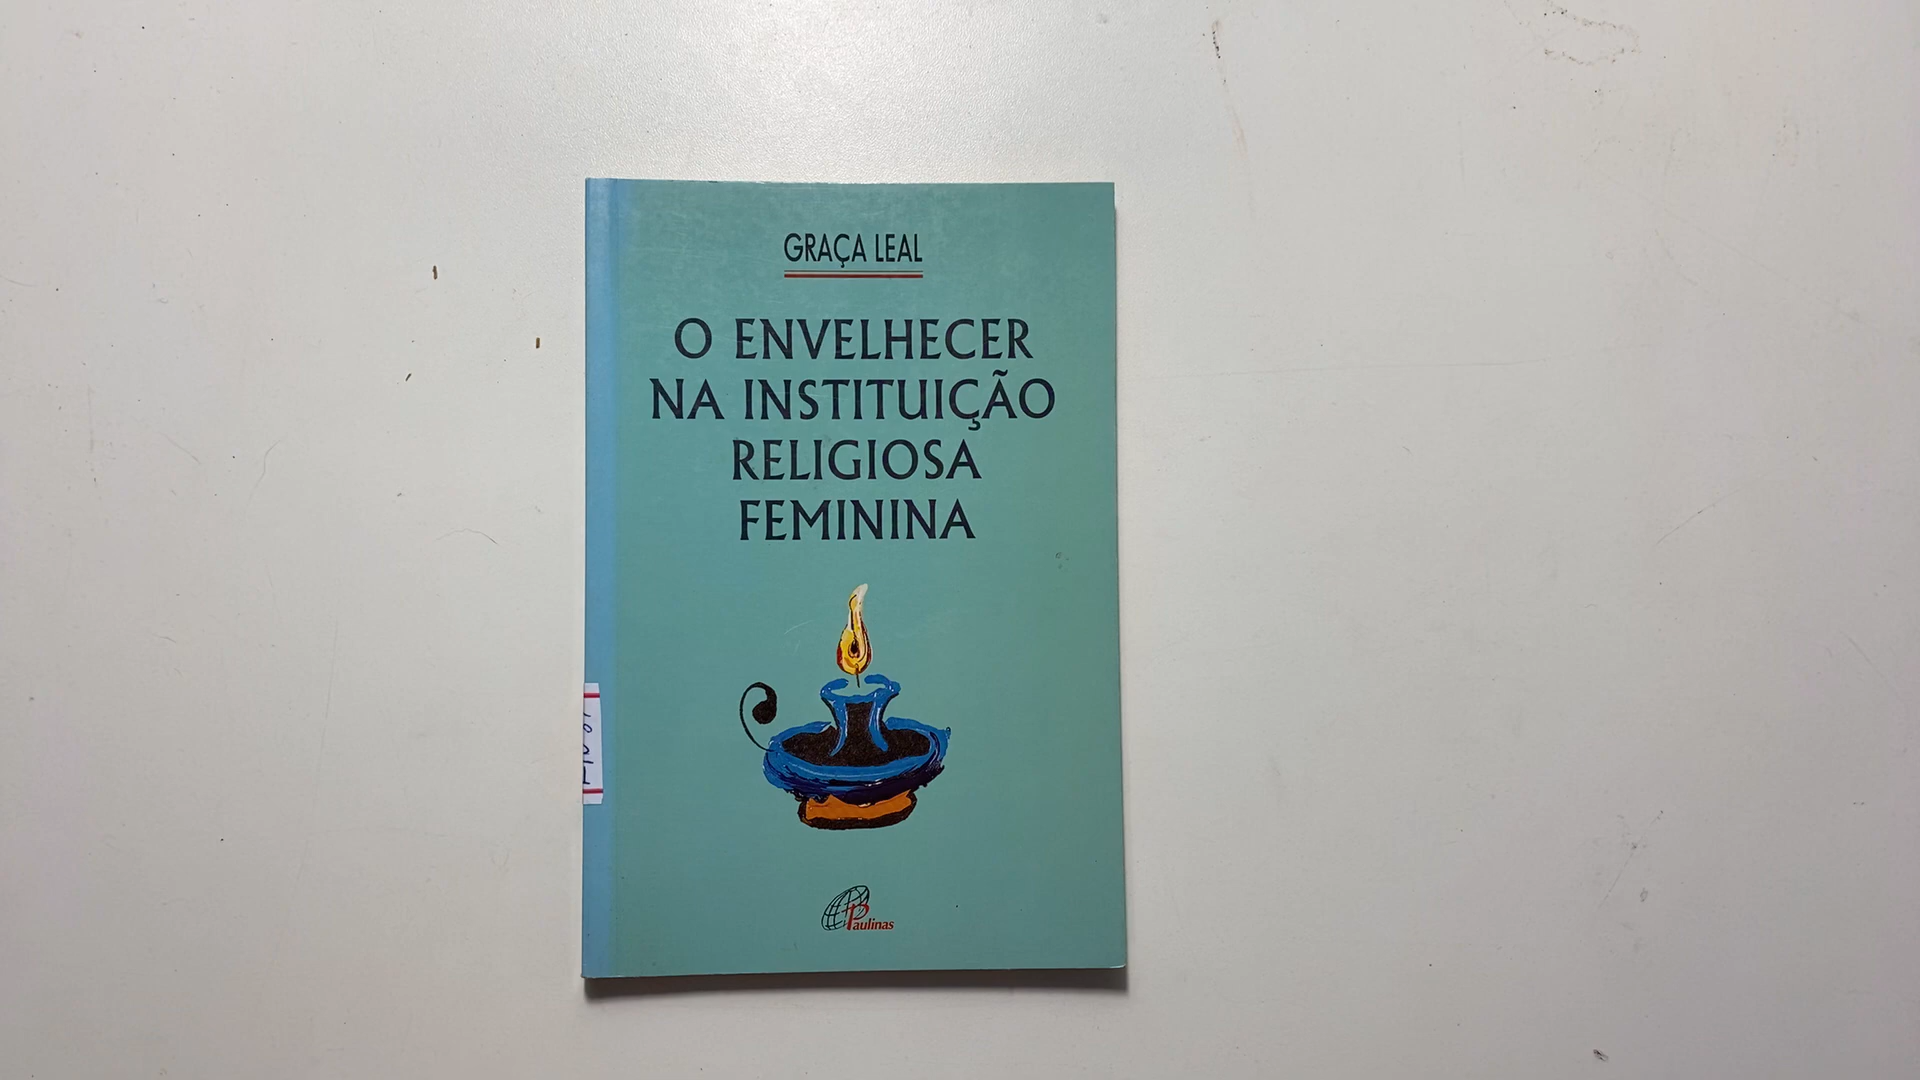 GRAÇA LEAL
O ENVELHECER
NA INSTITUIÇÃO
RELIGIOSA
FEMININA
Paulinas